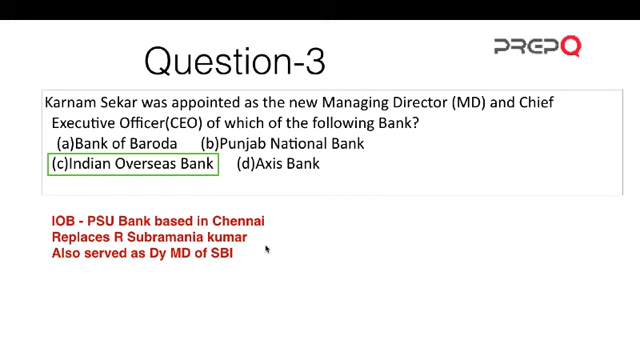 PREPQ
Question-3
Karnam Sekar was appointed as the new Managing Director (MD) and Chief
Executive Officer(CEO) of which of the following Bank?
(a)Bank of Baroda (b)Punjab National Bank
(c)Indian Overseas Bank (d)Axis Bank
IOB - PSU Bank based in Chennai
Replaces R Subramania kumar
Also served as Dy MD of SBI